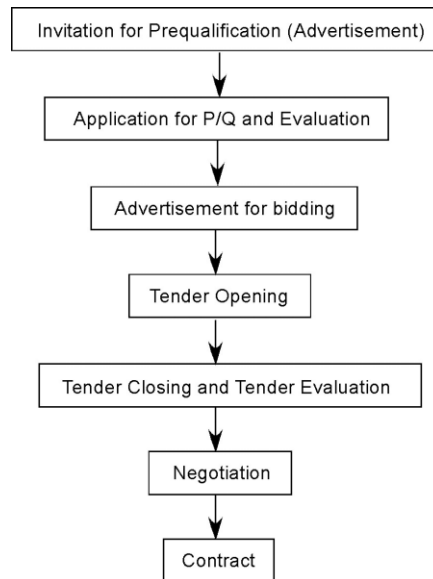 Invitation for Prequalification (Advertisement)
Application for P/Q and Evaluation
Advertisement for bidding
Tender Opening
Tender Closing and Tender Evaluation
Negotiation
Contract